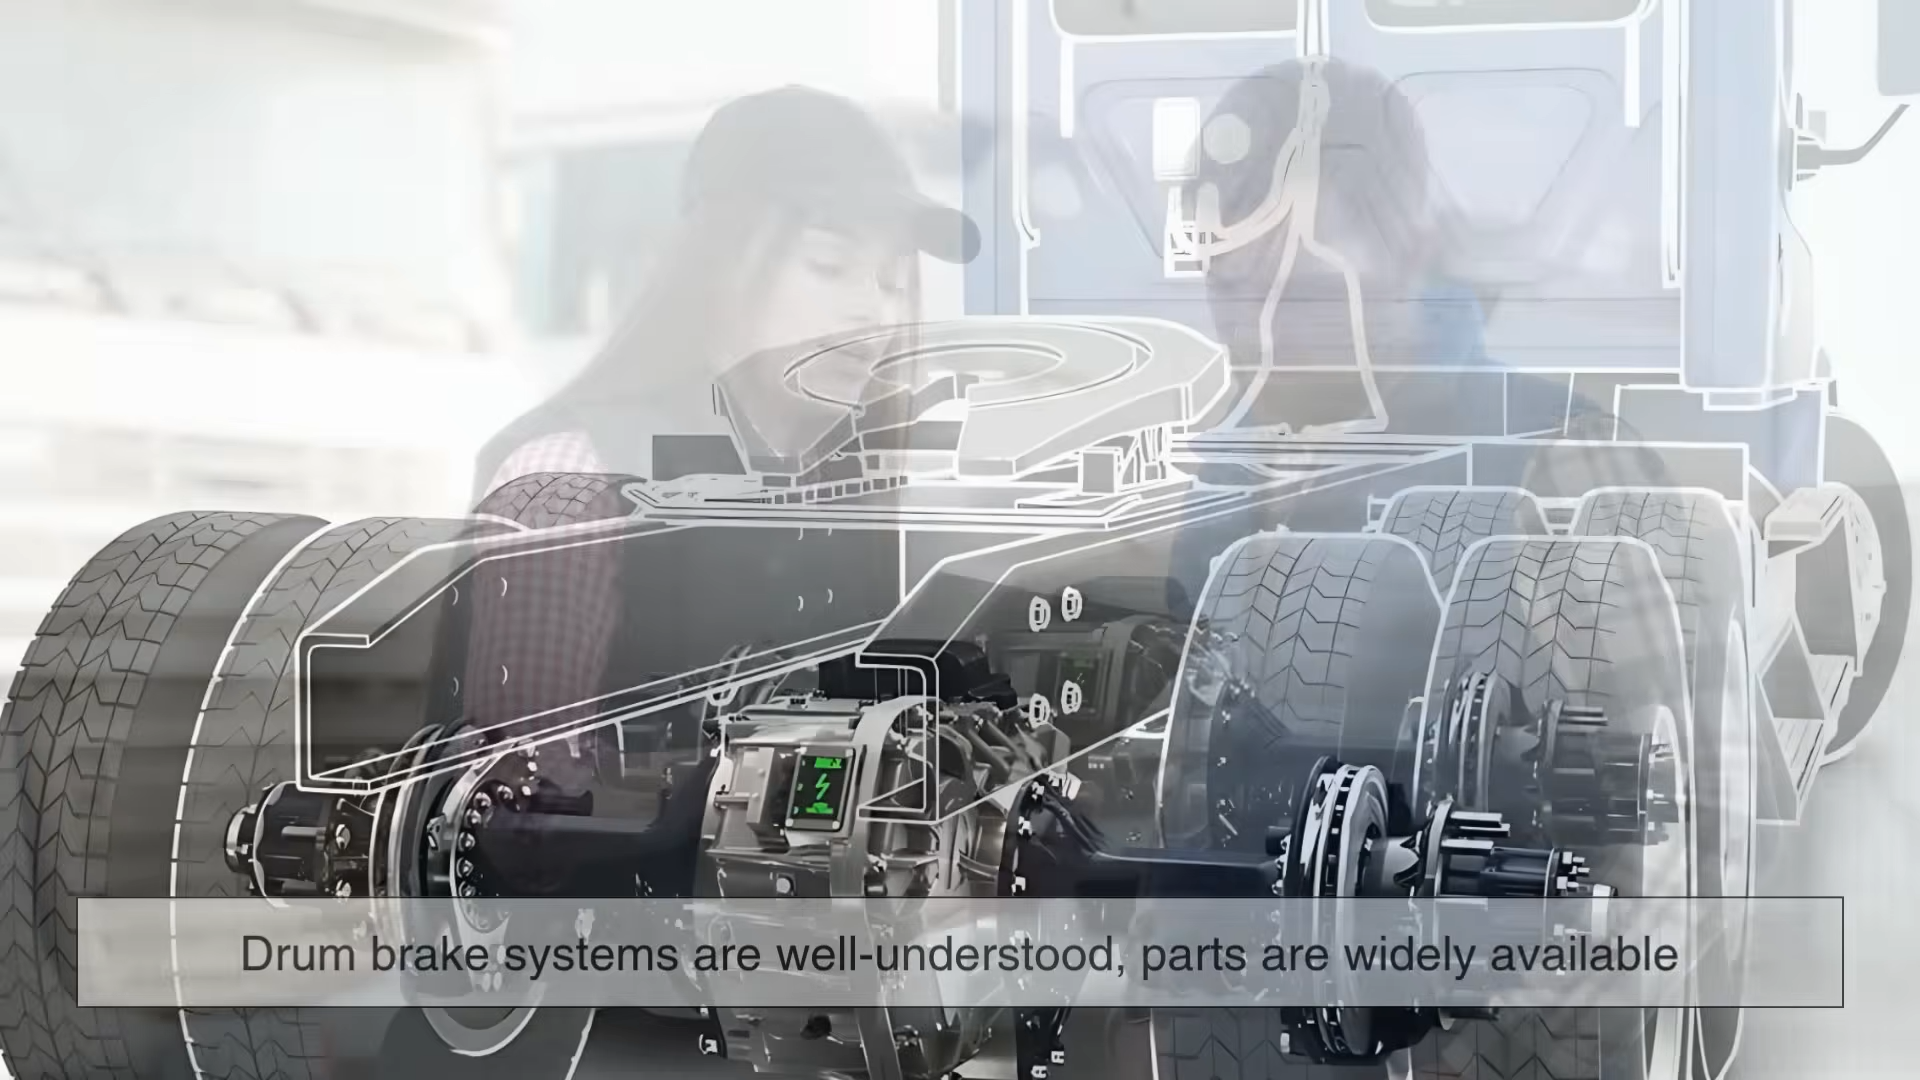 Drum brake systems are well-understood, parts are widely available